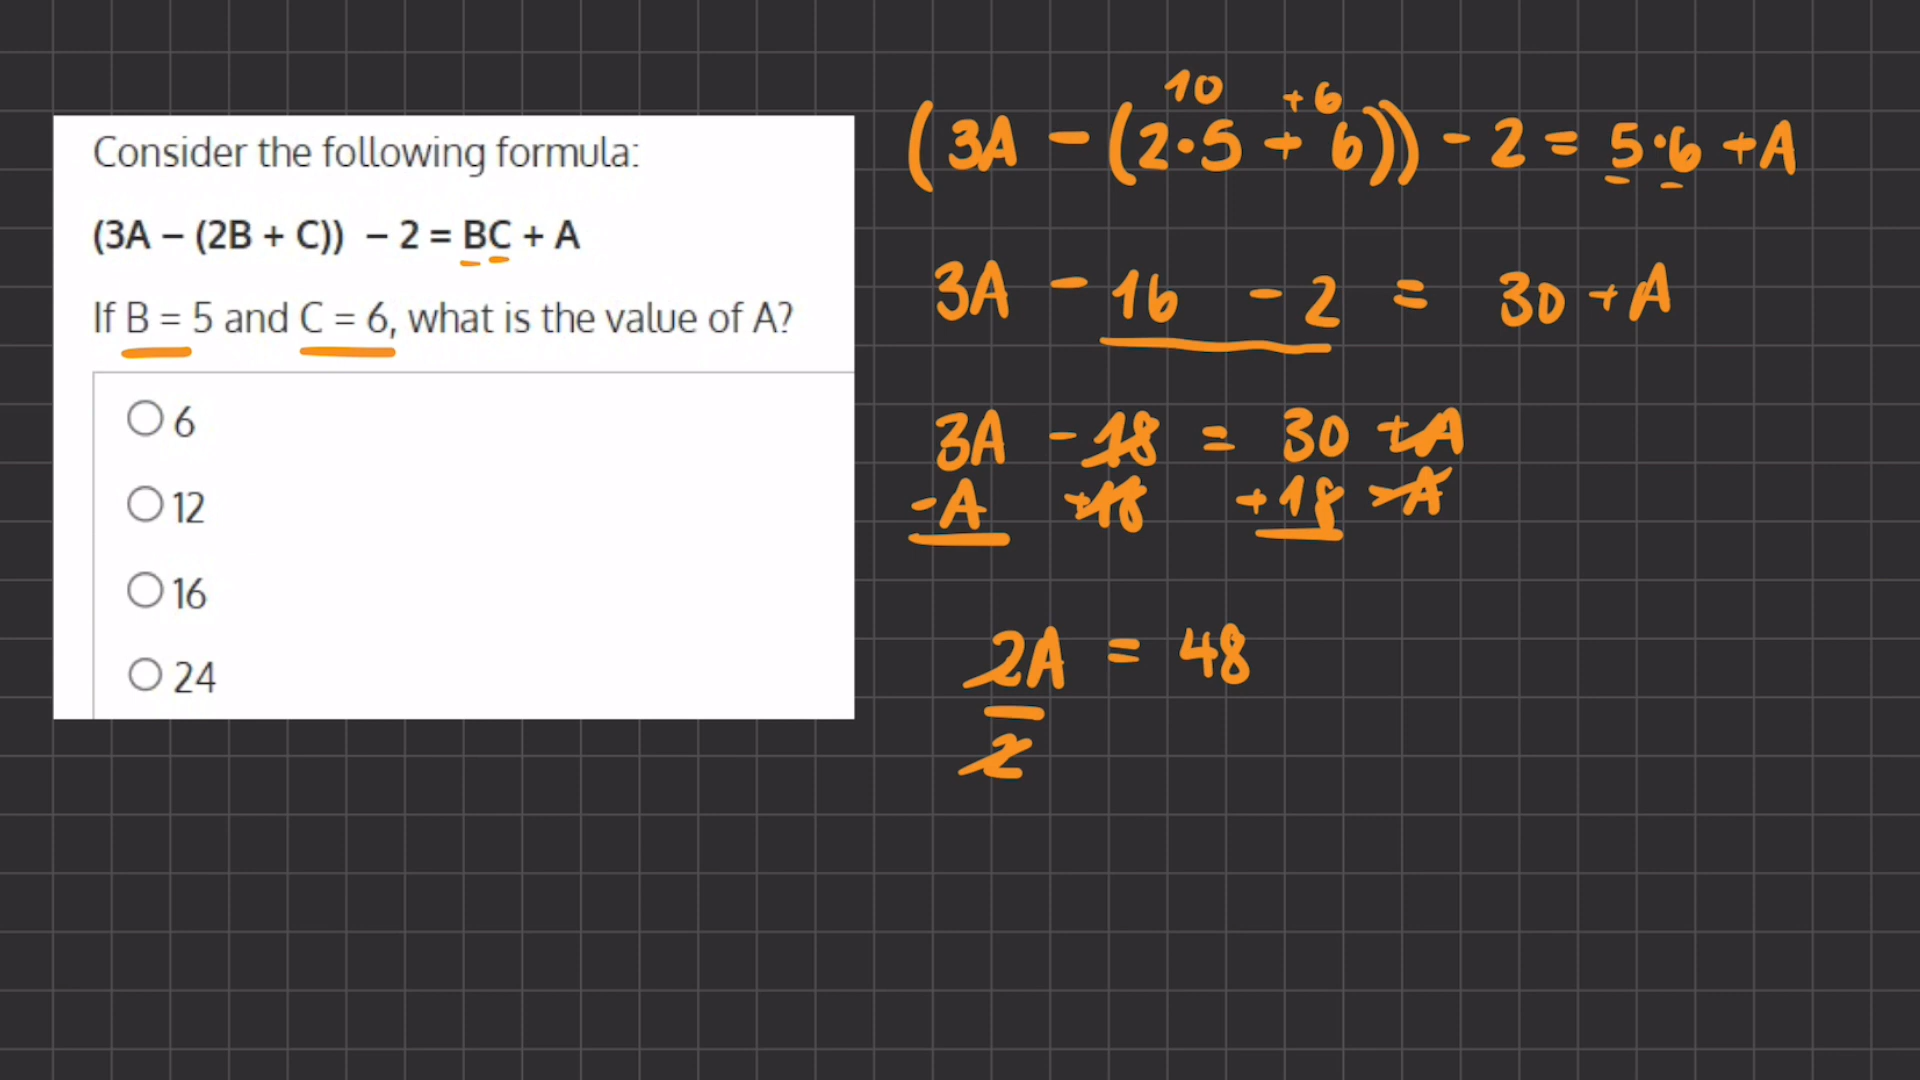 Consider the following formula:
(3A – (2B + C)) – 2 = BC + A
If B = 5 and C = 6, what is the value of A?
6
12
16
24
10 +6
(3A - (2·5 + 6)) - 2 = 5·6 +A
3A - 16 - 2 = 30 +A
3A - 18 = 30 +A
-A +18 +18 -A
2A = 48
2